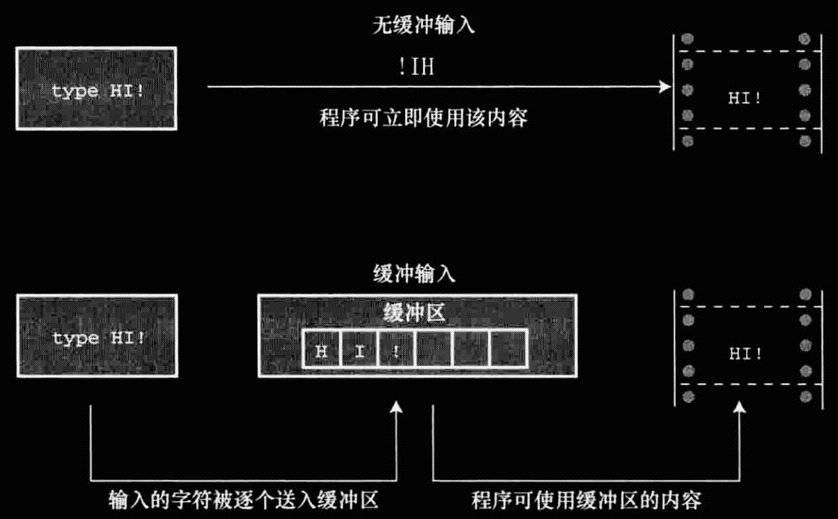 无缓冲输入
type HI!
!IH
HI!
程序可立即使用该内容
缓冲输入
缓冲区
type HI!
H I !
HI!
输入的字符被逐个送入缓冲区
程序可使用缓冲区的内容